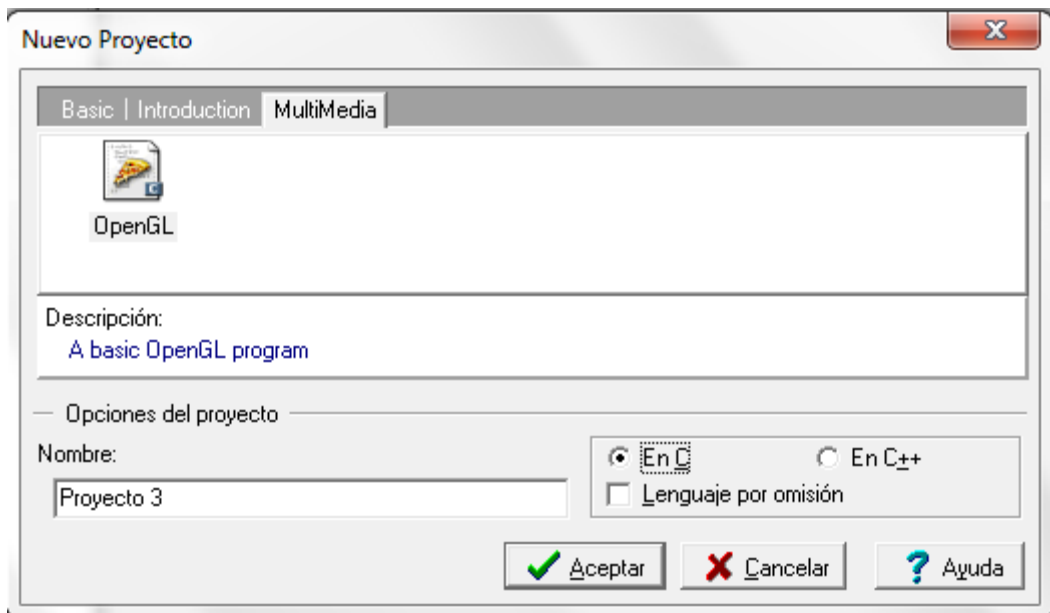 Nuevo Proyecto
Basic | Introduction MultiMedia
OpenGL
Descripción:
A basic OpenGL program
Opciones del proyecto
Nombre:
En C En C++
Proyecto 3
Lenguaje por omisión
Aceptar Cancelar Ayuda